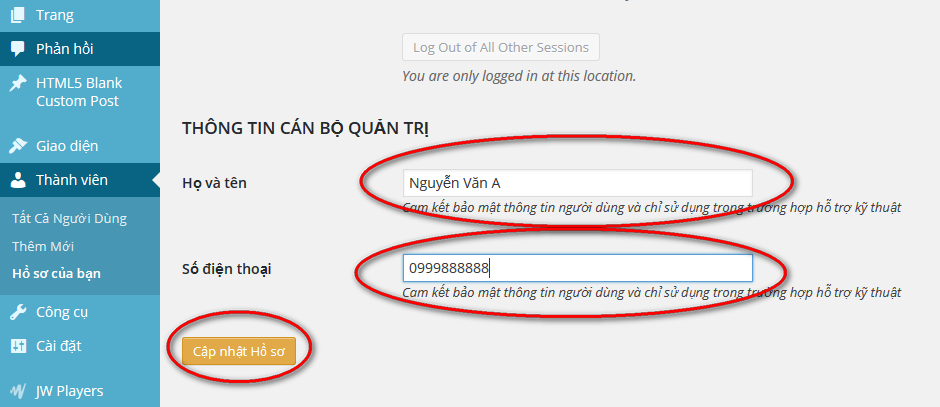 Trang
Phản hồi
HTML5 Blank
Custom Post
Giao diện
Thành viên
Tất Cả Người Dùng
Thêm Mới
Hồ sơ của bạn
Công cụ
Cài đặt
JW Players
Log Out of All Other Sessions
You are only logged in at this location.
THÔNG TIN CÁN BỘ QUẢN TRỊ
Họ và tên
Nguyễn Văn A
Cam kết bảo mật thông tin người dùng và chỉ sử dụng trong trường hợp hỗ trợ kỹ thuật
Số điện thoại
0999888888
Cam kết bảo mật thông tin người dùng và chỉ sử dụng trong trường hợp hỗ trợ kỹ thuật
Cập nhật Hồ sơ